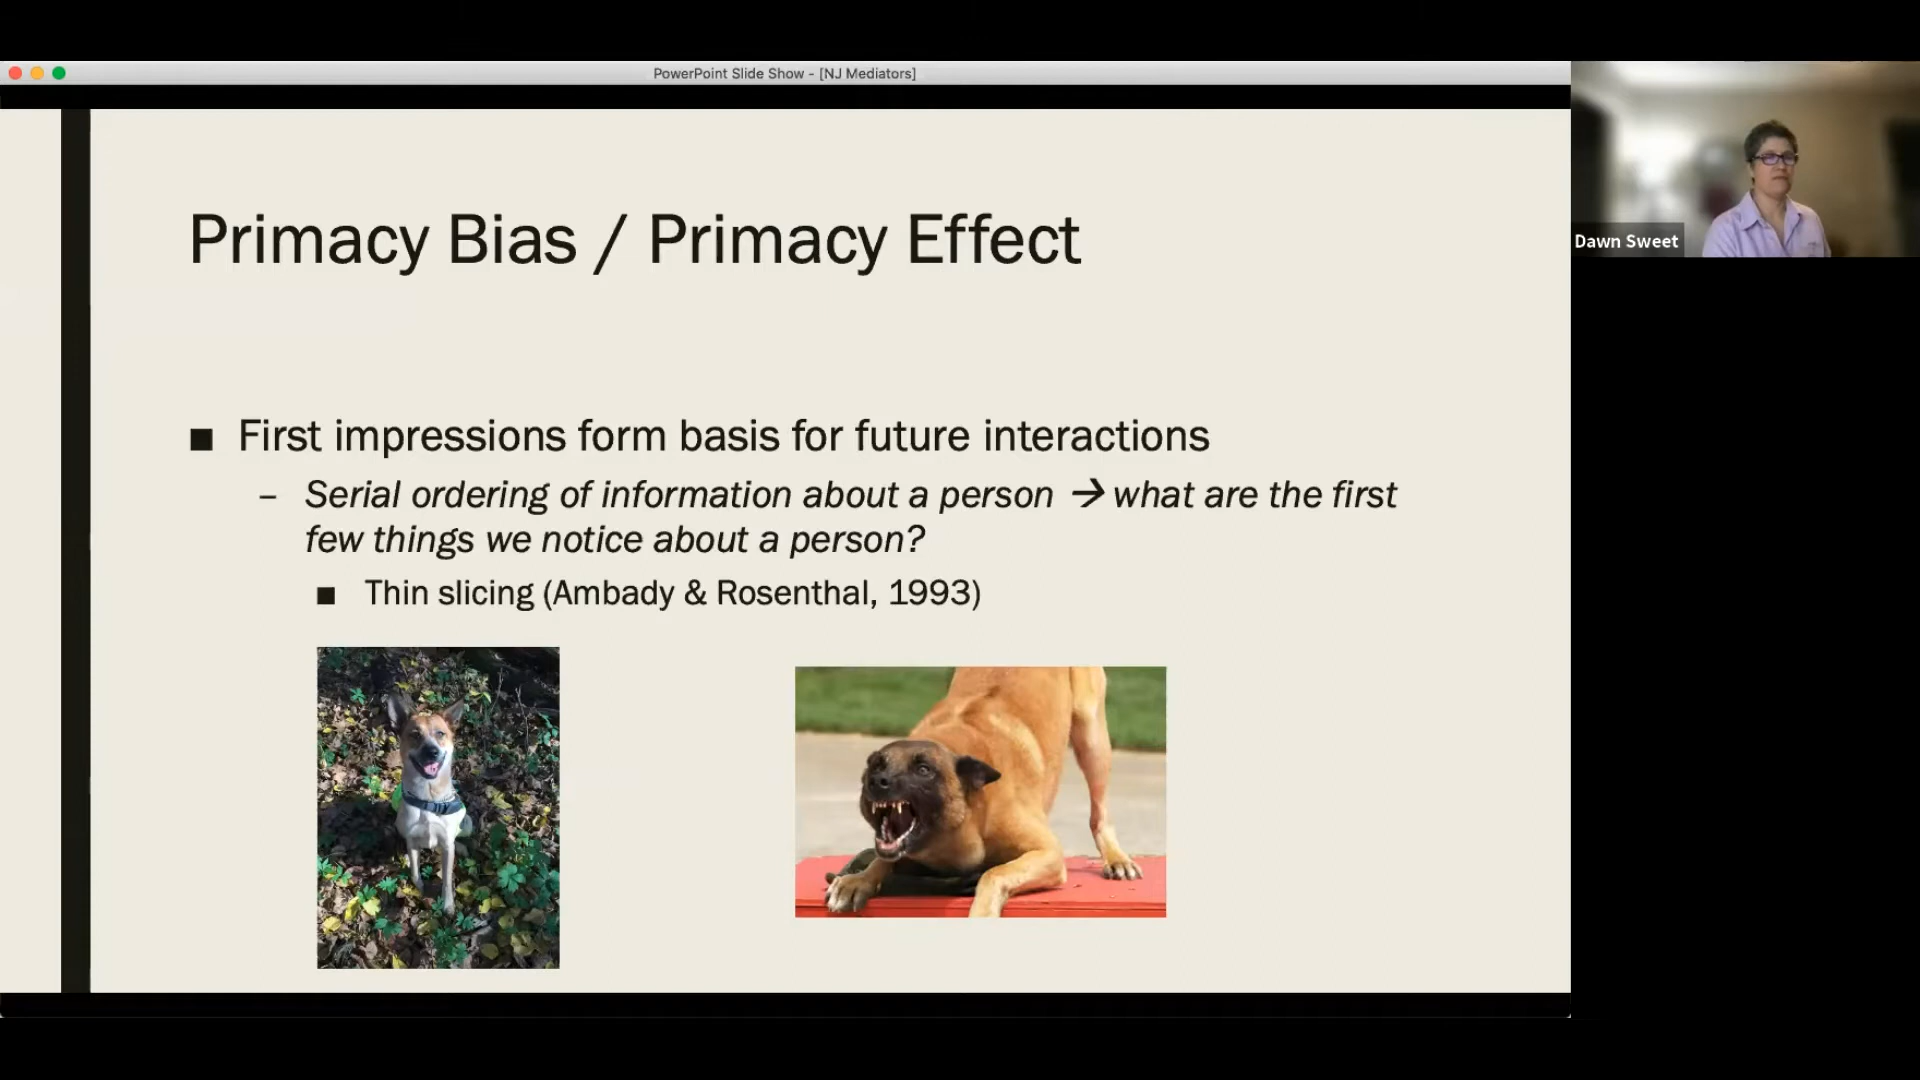 PowerPoint Slide Show - [NJ Mediators]
Dawn Sweet
Primacy Bias / Primacy Effect
■ First impressions form basis for future interactions
– Serial ordering of information about a person → what are the first
few things we notice about a person?
■ Thin slicing (Ambady & Rosenthal, 1993)